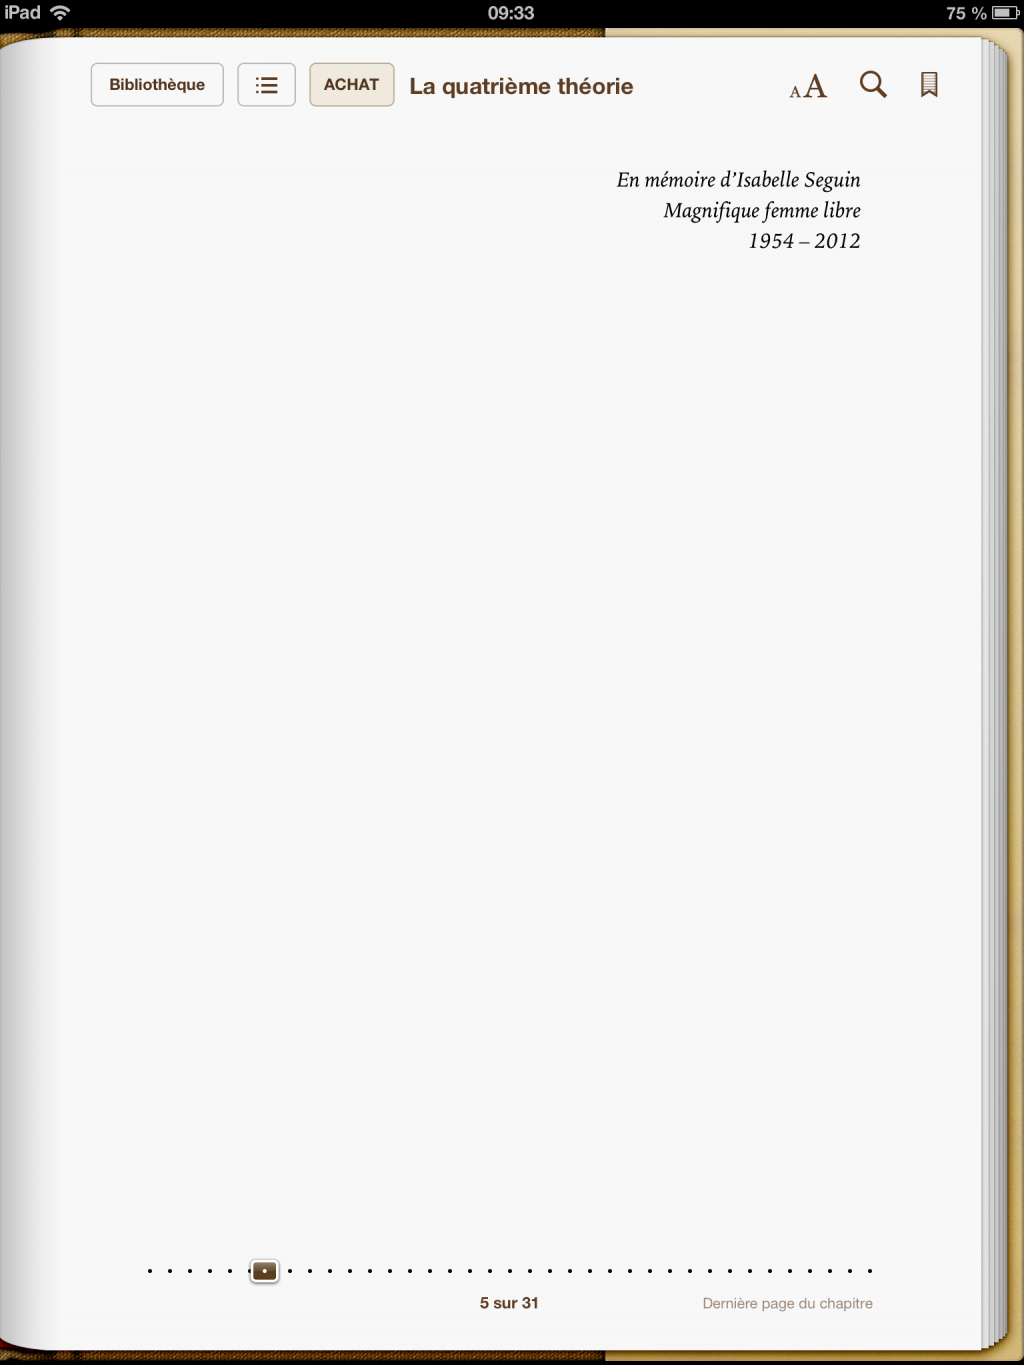 iPad 09:33 75 %
Bibliothèque ACHAT La quatrième théorie AA
En mémoire d’Isabelle Seguin
Magnifique femme libre
1954 – 2012
5 sur 31 Dernière page du chapitre